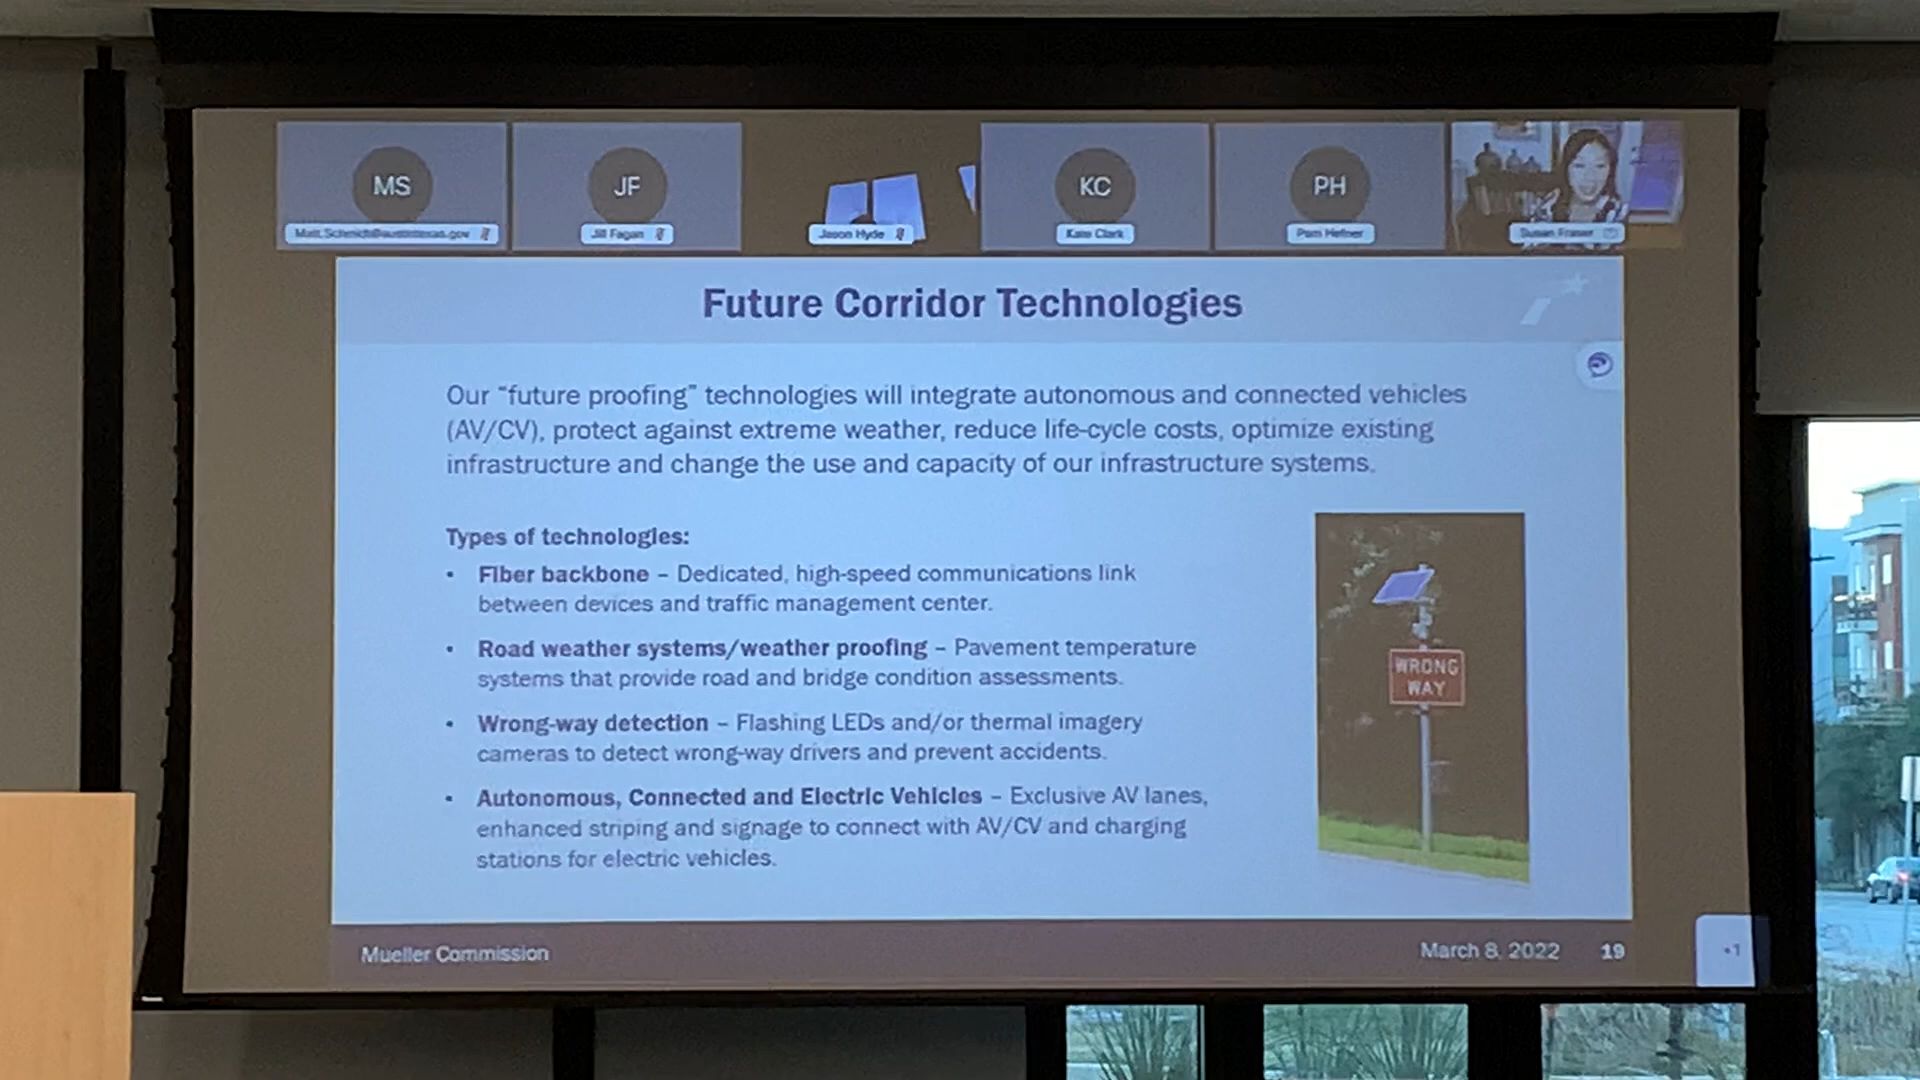 MS
JF
KC
PH
Matt.Schmidt@austintexas.gov
Jill Fagan
Jason Hyde
Kate Clark
Pam Hefner
Susan Fraser
Future Corridor Technologies
Our “future proofing” technologies will integrate autonomous and connected vehicles
(AV/CV), protect against extreme weather, reduce life-cycle costs, optimize existing
infrastructure and change the use and capacity of our infrastructure systems.
Types of technologies:
• Fiber backbone – Dedicated, high-speed communications link
between devices and traffic management center.
• Road weather systems/weather proofing – Pavement temperature
systems that provide road and bridge condition assessments.
WRONG
WAY
• Wrong-way detection – Flashing LEDs and/or thermal imagery
cameras to detect wrong-way drivers and prevent accidents.
• Autonomous, Connected and Electric Vehicles – Exclusive AV lanes,
enhanced striping and signage to connect with AV/CV and charging
stations for electric vehicles.
Mueller Commission
March 8, 2022 19
+1